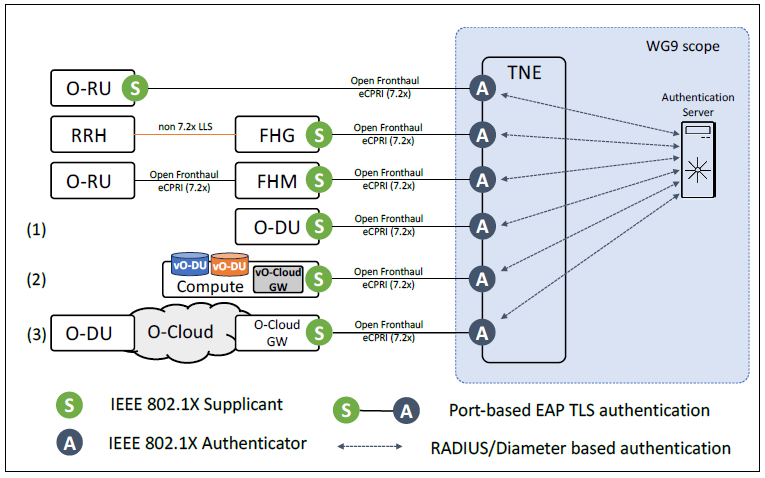 WG9 scope
TNE
Authentication
Server
O-RU S Open Fronthaul A
eCPRI (7.2x)
RRH non 7.2x LLS FHG S Open Fronthaul A
eCPRI (7.2x)
O-RU Open Fronthaul FHM S Open Fronthaul A
eCPRI (7.2x) eCPRI (7.2x)
(1) O-DU S Open Fronthaul A
eCPRI (7.2x)
(2) vO-DU vO-DU vO-Cloud
GW
Compute S Open Fronthaul A
eCPRI (7.2x)
(3) O-DU O-Cloud O-Cloud
GW
S Open Fronthaul A
eCPRI (7.2x)
S IEEE 802.1X Supplicant
S A Port-based EAP TLS authentication
A IEEE 802.1X Authenticator
RADIUS/Diameter based authentication